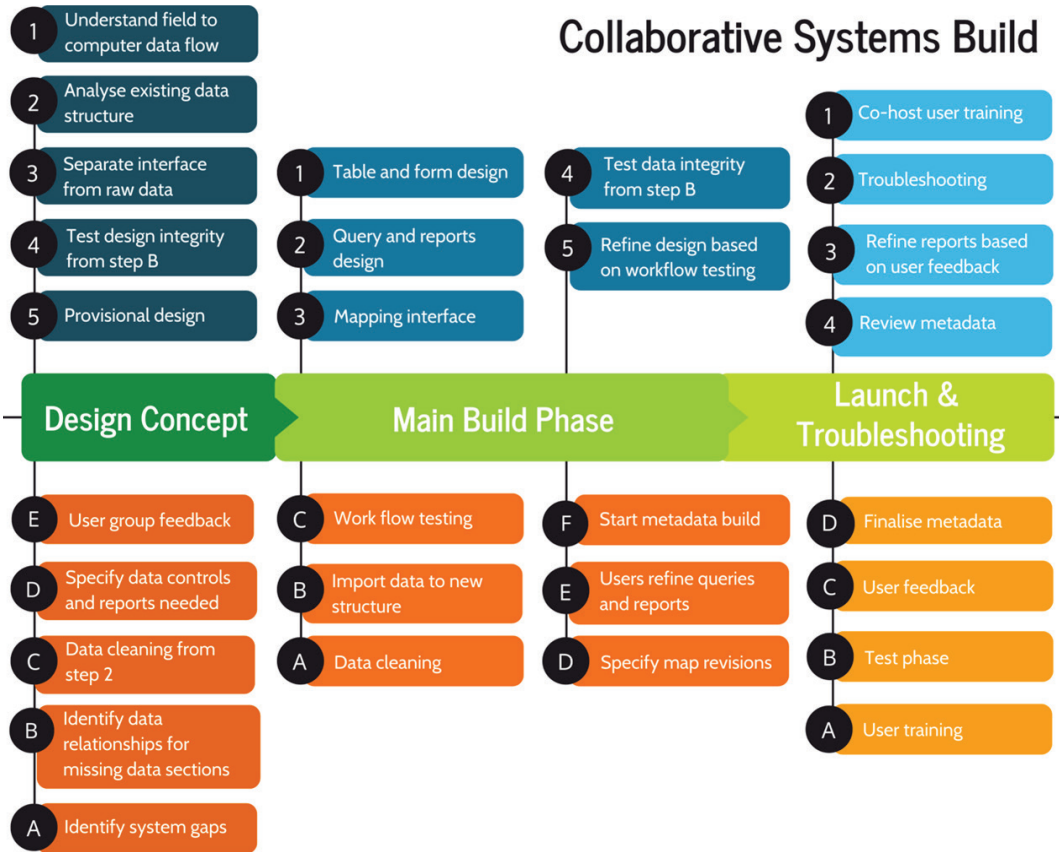 Collaborative Systems Build
1
Understand field to
computer data flow
2
Analyse existing data
structure
3
Separate interface
from raw data
4
Test design integrity
from step B
5
Provisional design
1
Table and form design
2
Query and reports
design
3
Mapping interface
4
Test data integrity
from step B
5
Refine design based
on workflow testing
1
Co-host user training
2
Troubleshooting
3
Refine reports based
on user feedback
4
Review metadata
Design Concept
Main Build Phase
Launch &
Troubleshooting
E
User group feedback
D
Specify data controls
and reports needed
C
Data cleaning from
step 2
B
Identify data
relationships for
missing data sections
A
Identify system gaps
C
Work flow testing
B
Import data to new
structure
A
Data cleaning
F
Start metadata build
E
Users refine queries
and reports
D
Specify map revisions
D
Finalise metadata
C
User feedback
B
Test phase
A
User training